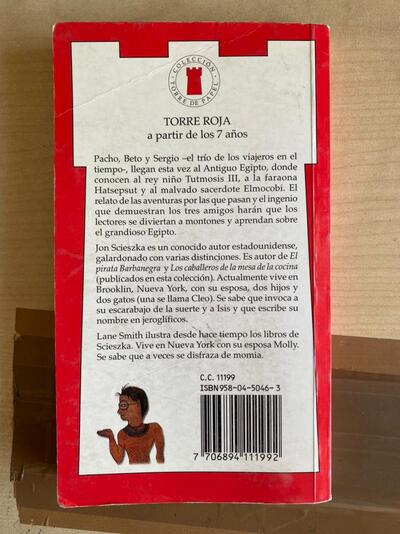 COLECCIÓN
TORRE DE PAPEL
TORRE ROJA
a partir de los 7 años
Pacho, Beto y Sergio –el trío de los viajeros en el
tiempo–, llegan esta vez al Antiguo Egipto, donde
conocen al rey niño Tutmosis III, a la faraona
Hatsepsut y al malvado sacerdote Elmocobi. El
relato de las aventuras por las que pasan y el ingenio
que demuestran los tres amigos harán que los
lectores se diviertan a montones y aprendan sobre
el grandioso Egipto.
Jon Scieszka es un conocido autor estadounidense,
galardonado con varias distinciones. Es autor de El
pirata Barbanegra y Los caballeros de la mesa de la cocina
(publicados en esta colección). Actualmente vive en
Brooklin, Nueva York, con su esposa, dos hijos y
dos gatos (una se llama Cleo). Se sabe que invoca a
su escarabajo de la suerte y a Isis y que escribe su
nombre en jeroglíficos.
Lane Smith ilustra desde hace tiempo los libros de
Scieszka. Vive en Nueva York con su esposa Molly.
Se sabe que a veces se disfraza de momia.
C.C. 11199
ISBN 958-04-5046-3
7 706894 111992